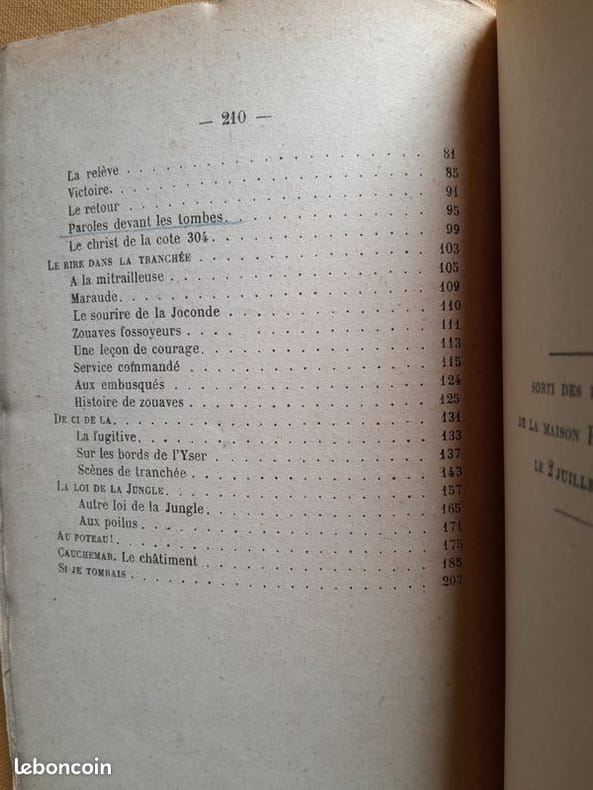 — 210 —
La relève . . . . . . . . . . . . . . . . 81
Victoire. . . . . . . . . . . . . . . . . 85
Le retour . . . . . . . . . . . . . . . . 91
Paroles devant les tombes. . . . . . . . . . 95
Le christ de la cote 304. . . . . . . . . . . 99
LE RIRE DANS LA TRANCHÉE . . . . . . . . . . 103
A la mitrailleuse . . . . . . . . . . . . . 105
Maraude. . . . . . . . . . . . . . . . . 109
Le sourire de la Joconde . . . . . . . . . . 110
Zouaves fossoyeurs . . . . . . . . . . . . 111
Une leçon de courage. . . . . . . . . . . . 113
Service commandé . . . . . . . . . . . . . 115
Aux embusqués . . . . . . . . . . . . . . 124
Histoire de zouaves . . . . . . . . . . . . 125
DE CI DE LA. . . . . . . . . . . . . . . . 131
La fugitive. . . . . . . . . . . . . . . . 133
Sur les bords de l'Yser . . . . . . . . . . . 137
Scènes de tranchée . . . . . . . . . . . . 143
LA LOI DE LA JUNGLE. . . . . . . . . . . . 157
Autre loi de la Jungle. . . . . . . . . . . . 165
Aux poilus . . . . . . . . . . . . . . . . 171
AU POTEAU! . . . . . . . . . . . . . . . . 175
CAUCHEMAR. Le châtiment . . . . . . . . . . 185
SI JE TOMBAIS . . . . . . . . . . . . . . . 207
SORTI DES
DE LA MAISON
LE 2 JUILLE
leboncoin